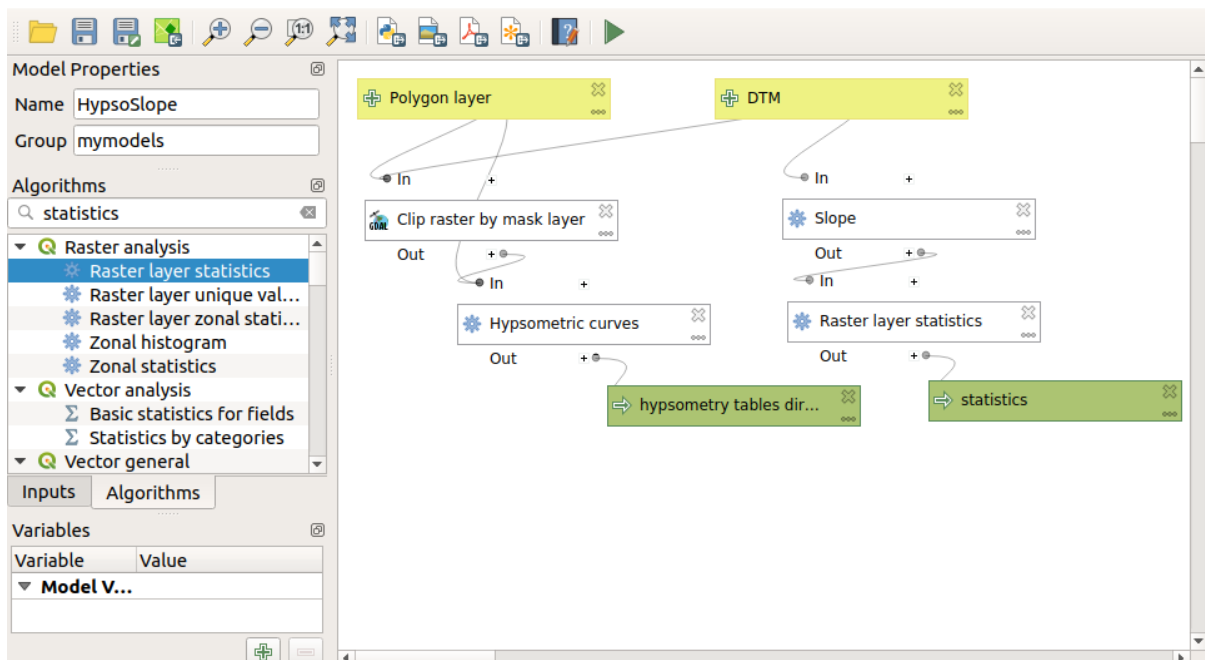 1:1
Model Properties
Name HypsoSlope
Group mymodels
Algorithms
statistics
Raster analysis
Raster layer statistics
Raster layer unique val...
Raster layer zonal stati...
Zonal histogram
Zonal statistics
Vector analysis
Σ Basic statistics for fields
Σ Statistics by categories
Vector general
Inputs Algorithms
Variables
Variable Value
Model V...
Polygon layer
DTM
In +
In +
GDAL Clip raster by mask layer
Slope
Out +
Out +
In +
In +
Hypsometric curves
Raster layer statistics
Out +
Out +
hypsometry tables dir...
statistics